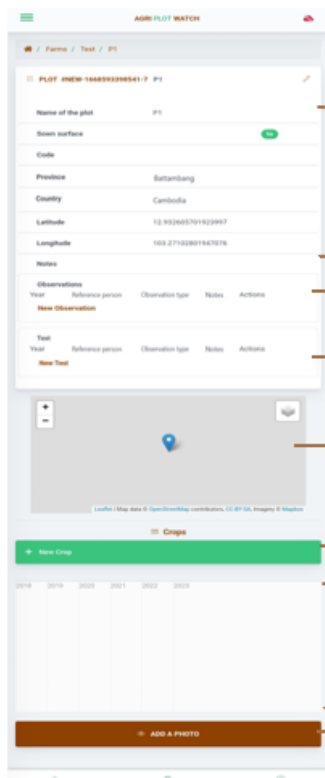 AGRI PLOT WATCH
/ Farms / Test / P1
PLOT #NEW-1668593398541-7 P1
Name of the plot P1
Sown surface ha
Code
Province Battambang
Country Cambodia
Latitude 12.932605701923997
Longitude 103.27102801947076
Notes
Observations
Year Reference person Observation type Notes Actions
New Observation
Test
Year Reference person Observation type Notes Actions
New Test
+
−
Leaflet | Map data © OpenStreetMap contributors, CC-BY-SA, Imagery © Mapbox
Crops
+ New Crop
2018 2019 2020 2021 2022 2023
ADD A PHOTO